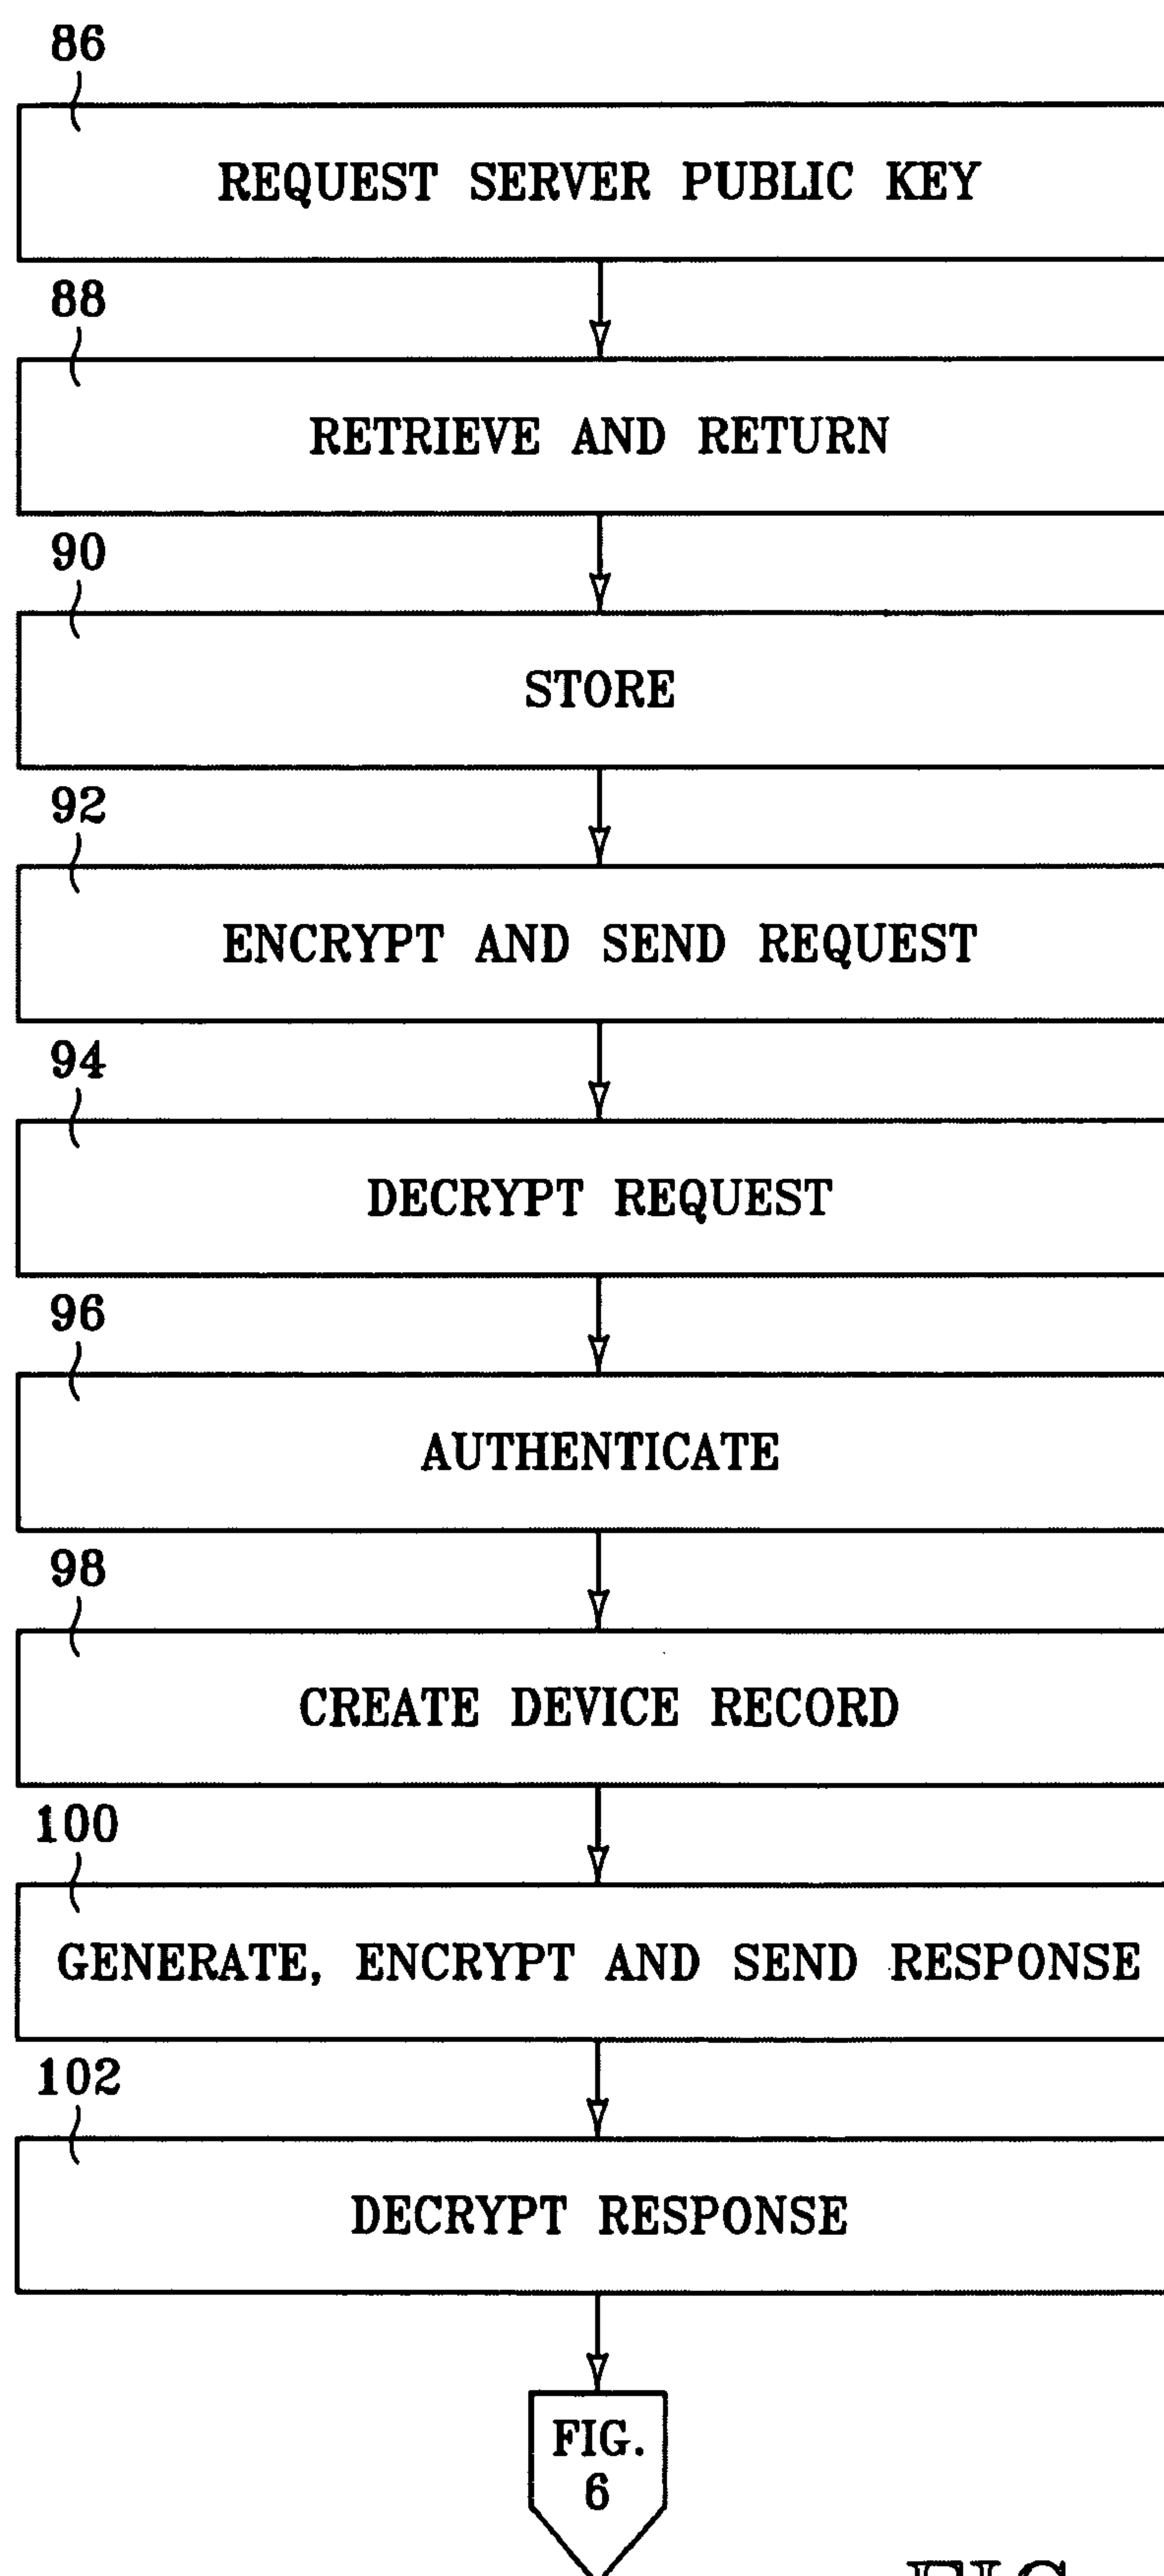 86
REQUEST SERVER PUBLIC KEY
88
RETRIEVE AND RETURN
90
STORE
92
ENCRYPT AND SEND REQUEST
94
DECRYPT REQUEST
96
AUTHENTICATE
98
CREATE DEVICE RECORD
100
GENERATE, ENCRYPT AND SEND RESPONSE
102
DECRYPT RESPONSE
FIG.
6